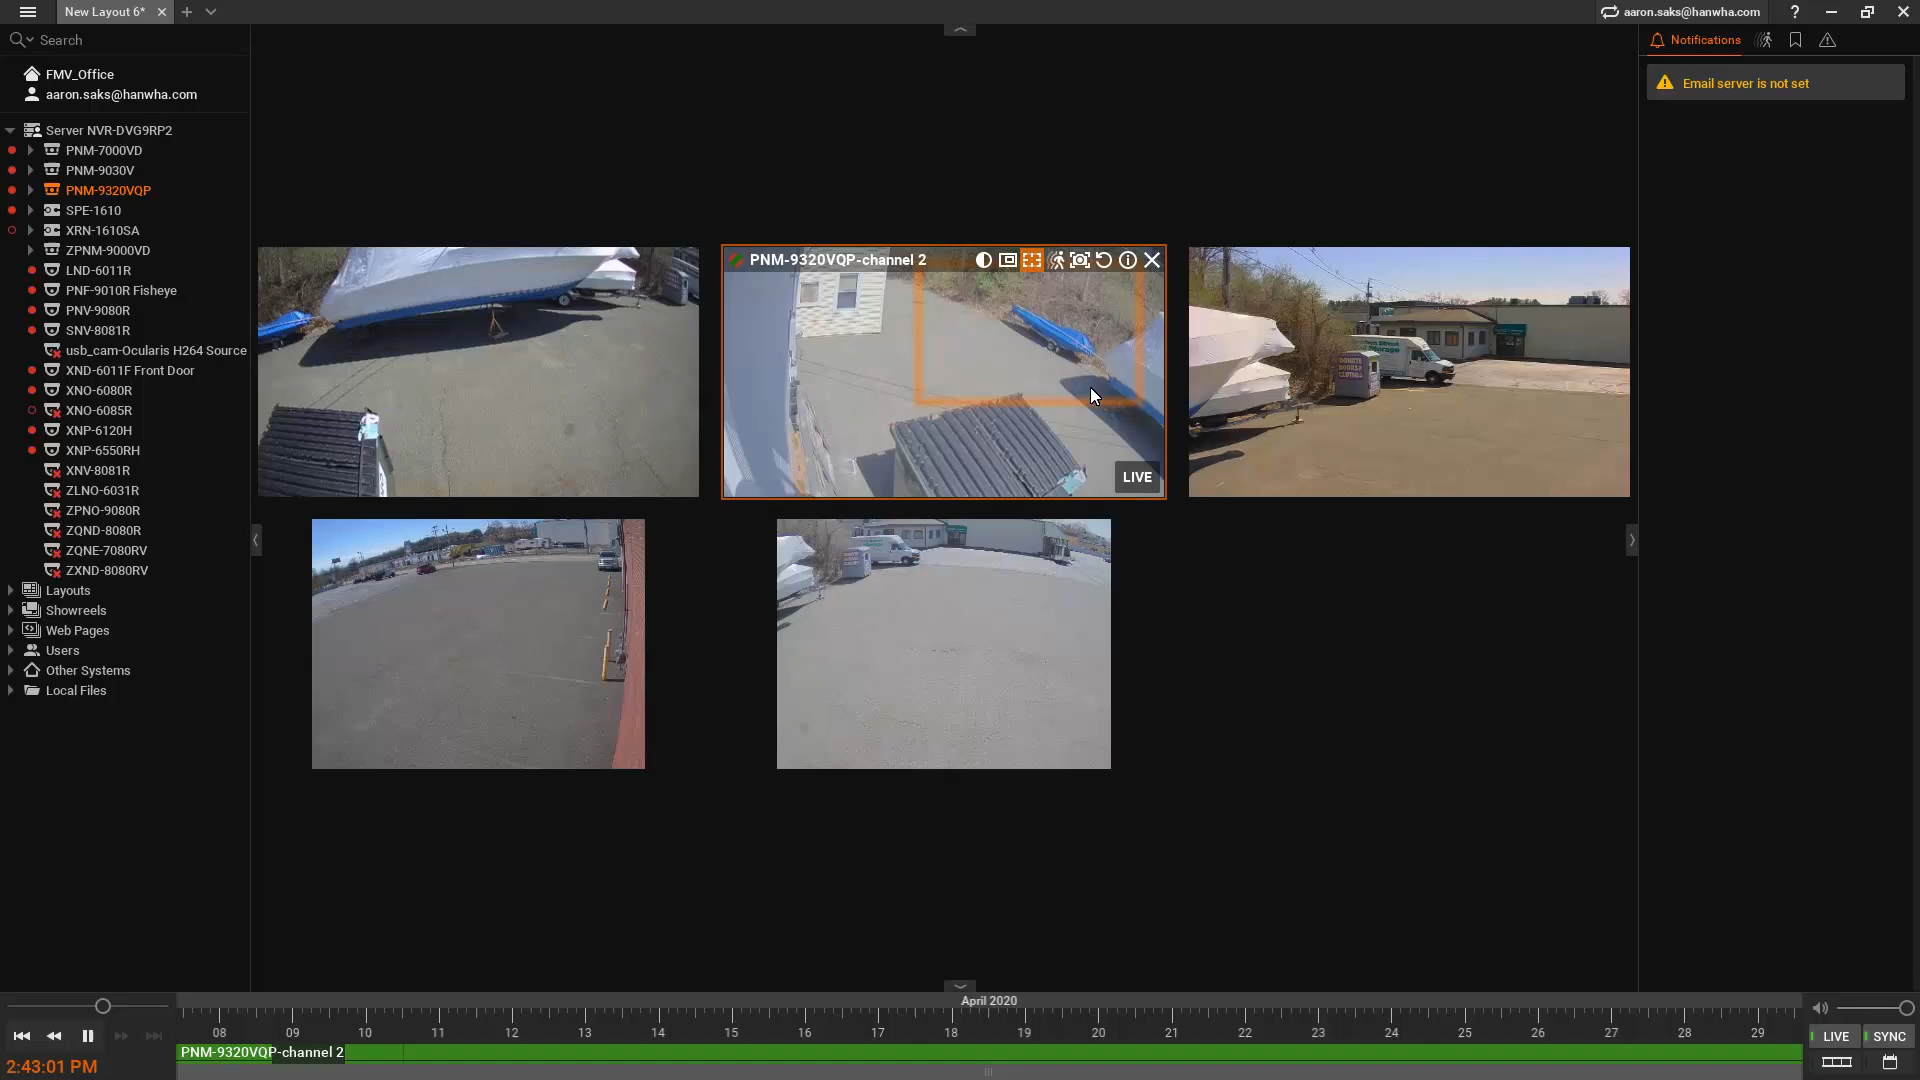 New Layout 6*
aaron.saks@hanwha.com
?
Search
Notifications
FMV_Office
aaron.saks@hanwha.com
Email server is not set
Server NVR-DVG9RP2
PNM-7000VD
PNM-9030V
PNM-9320VQP
SPE-1610
XRN-1610SA
ZPNM-9000VD
LND-6011R
PNF-9010R Fisheye
PNV-9080R
SNV-8081R
usb_cam-Ocularis H264 Source
XND-6011F Front Door
XNO-6080R
XNO-6085R
XNP-6120H
XNP-6550RH
XNV-8081R
ZLNO-6031R
ZPNO-9080R
ZQND-8080R
ZQNE-7080RV
ZXND-8080RV
Layouts
Showreels
Web Pages
Users
Other Systems
Local Files
PNM-9320VQP-channel 2
LIVE
DONATE
BOOKS
CLOTHES
April 2020
08 09 10 11 12 13 14 15 16 17 18 19 20 21 22 23 24 25 26 27 28 29
PNM-9320VQP-channel 2
2:43:01 PM
LIVE
SYNC